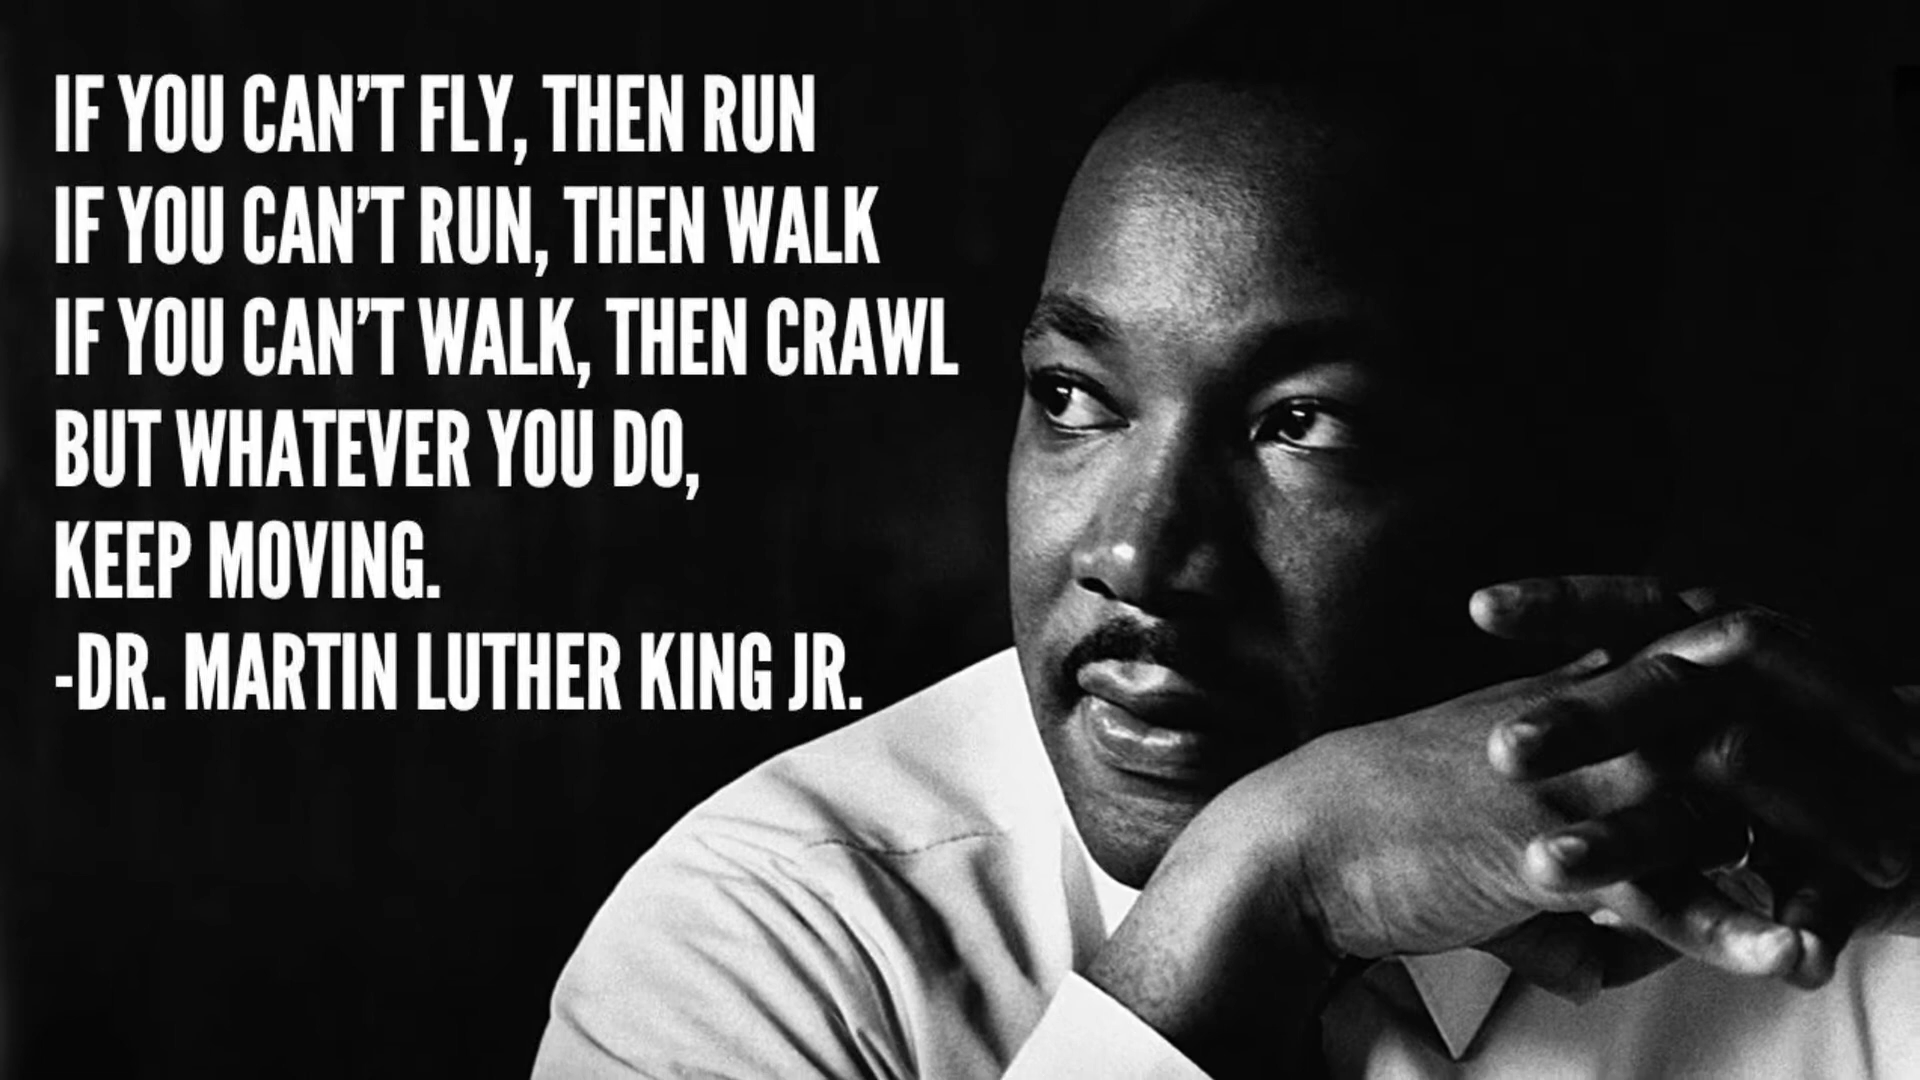 IF YOU CAN'T FLY, THEN RUN
IF YOU CAN'T RUN, THEN WALK
IF YOU CAN'T WALK, THEN CRAWL
BUT WHATEVER YOU DO,
KEEP MOVING.
-DR. MARTIN LUTHER KING JR.